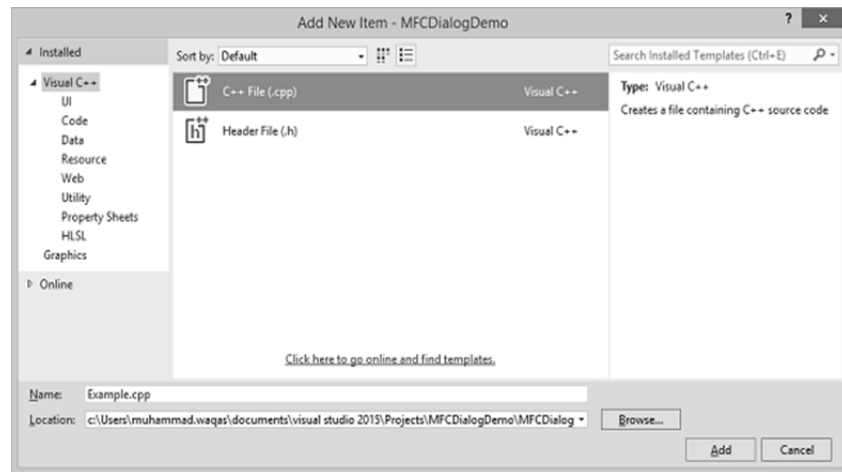 Add New Item - MFCDialogDemo
? ×
Installed
Sort by: Default
Search Installed Templates (Ctrl+E)
Visual C++
UI
Code
Data
Resource
Web
Utility
Property Sheets
HLSL
Graphics
Online
C++ File (.cpp) Visual C++
Header File (.h) Visual C++
Type: Visual C++
Creates a file containing C++ source code
Click here to go online and find templates.
Name: Example.cpp
Location: c:\Users\muhammad.waqas\documents\visual studio 2015\Projects\MFCDialogDemo\MFCDialog
Browse...
Add Cancel